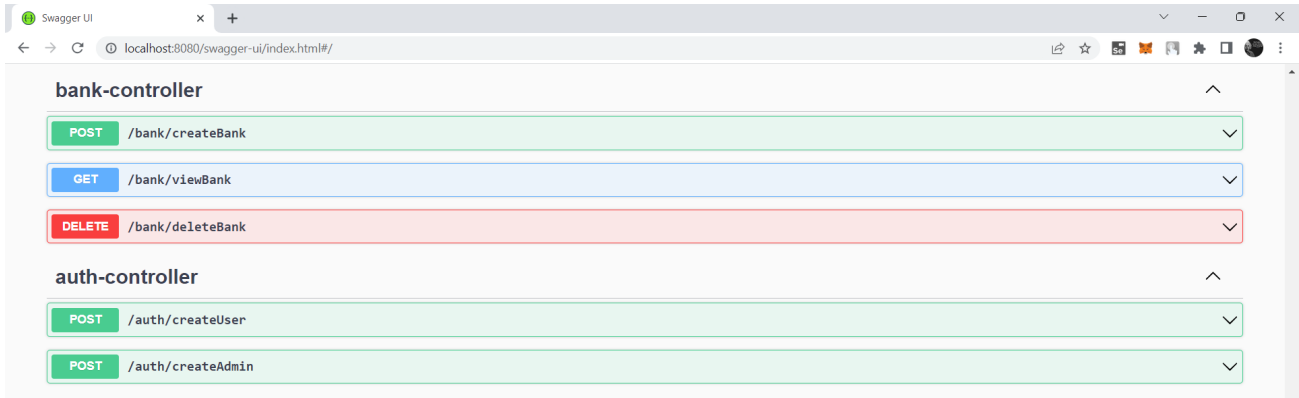 Swagger UI
localhost:8080/swagger-ui/index.html#/
Se
bank-controller
POST /bank/createBank
GET /bank/viewBank
DELETE /bank/deleteBank
auth-controller
POST /auth/createUser
POST /auth/createAdmin